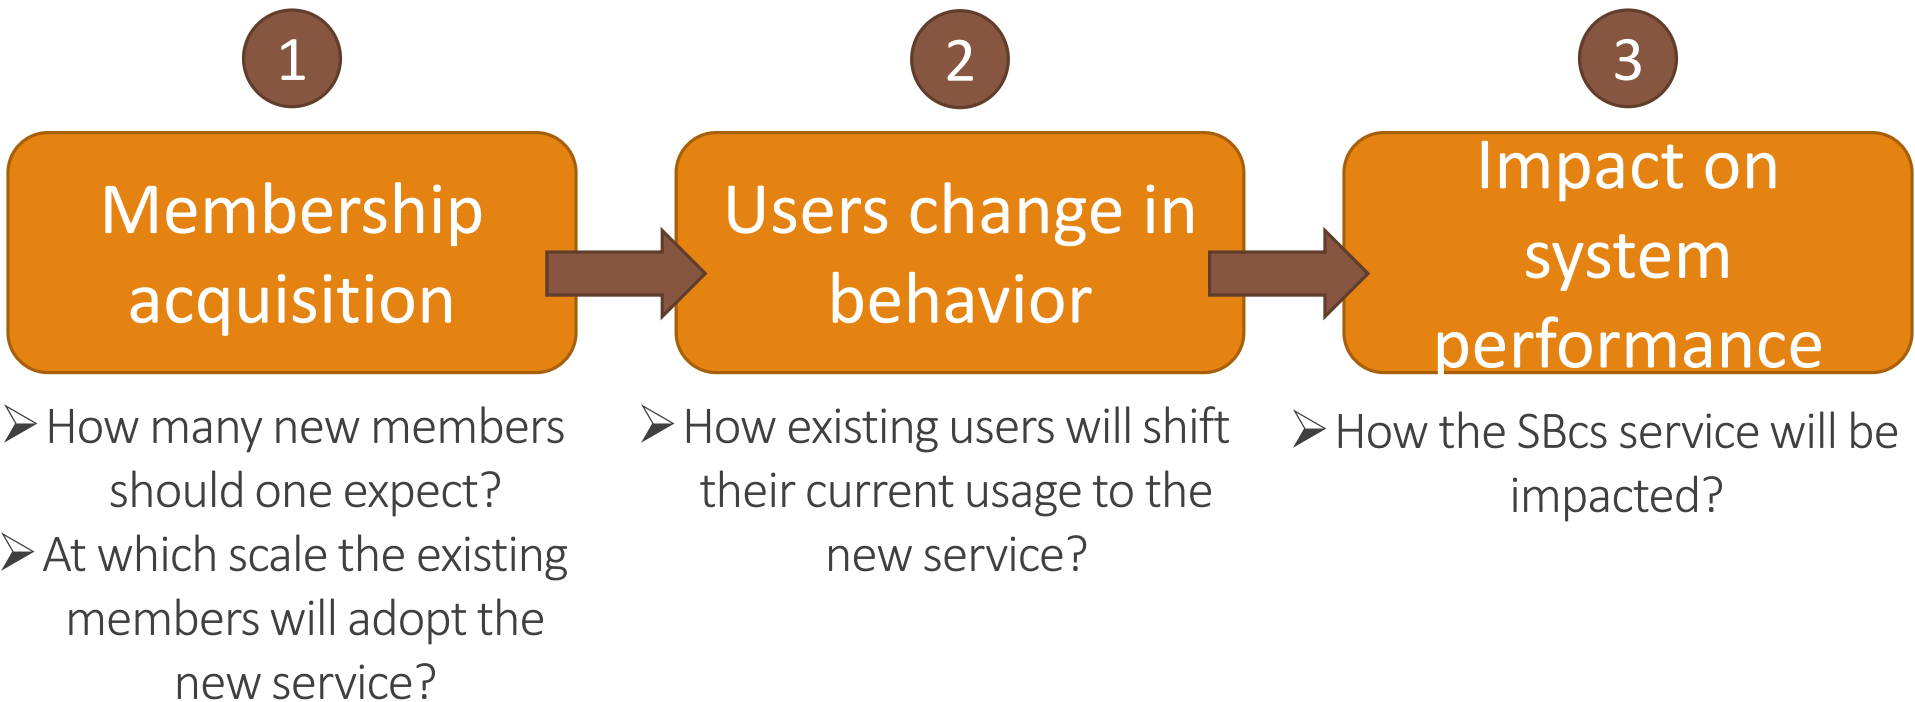 1
Membership
acquisition
➢ How many new members
should one expect?
➢ At which scale the existing
members will adopt the
new service?
2
Users change in
behavior
➢ How existing users will shift
their current usage to the
new service?
3
Impact on
system
performance
➢ How the SBcs service will be
impacted?